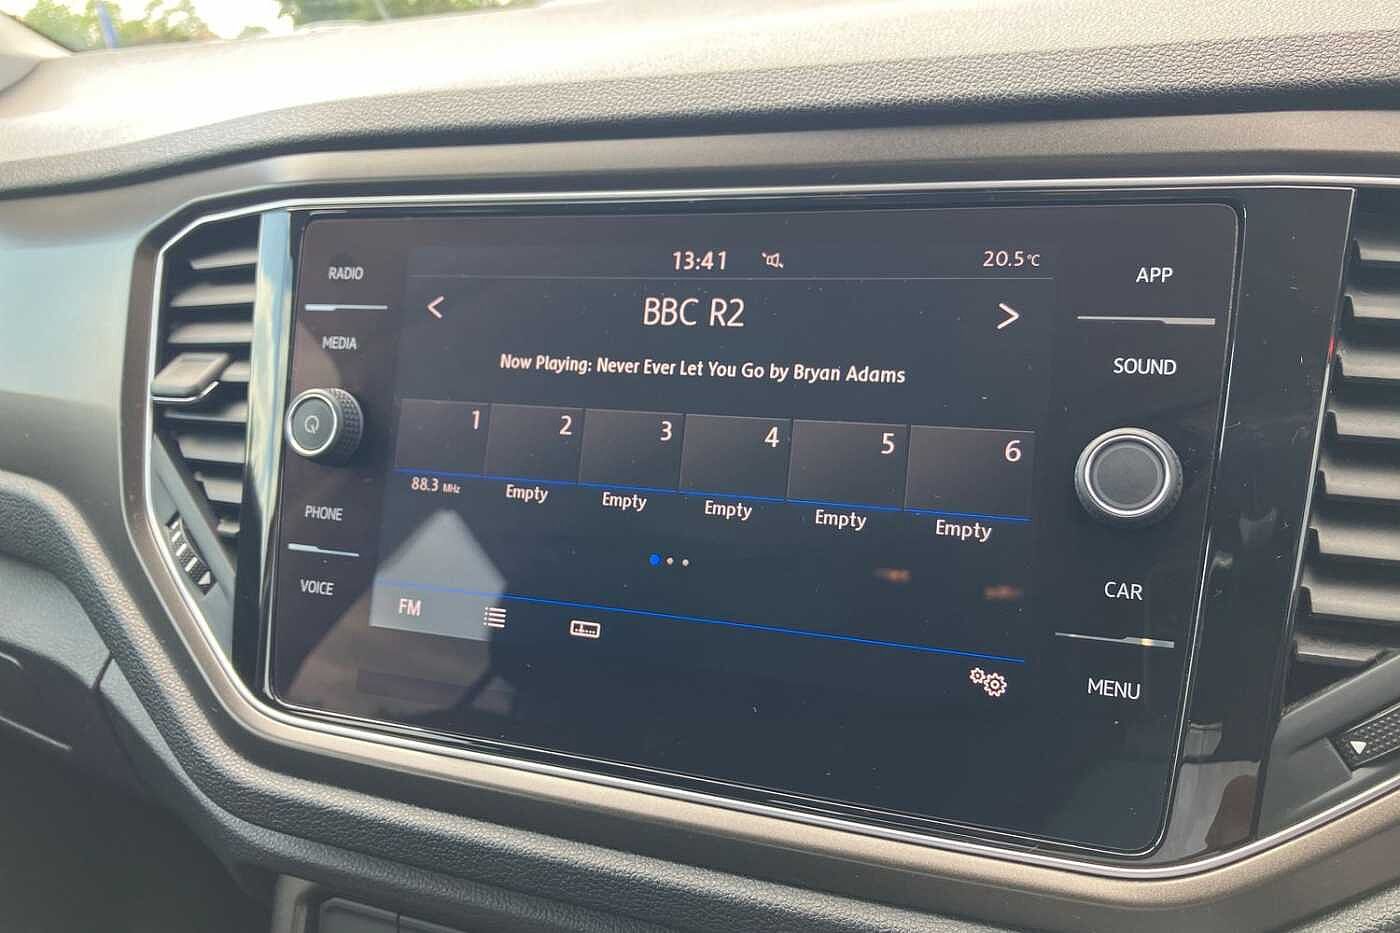 RADIO
MEDIA
PHONE
VOICE
13:41
20.5°C
BBC R2
Now Playing: Never Ever Let You Go by Bryan Adams
1 2 3 4 5 6
88.3 MHz Empty Empty Empty Empty Empty
FM
APP
SOUND
CAR
MENU